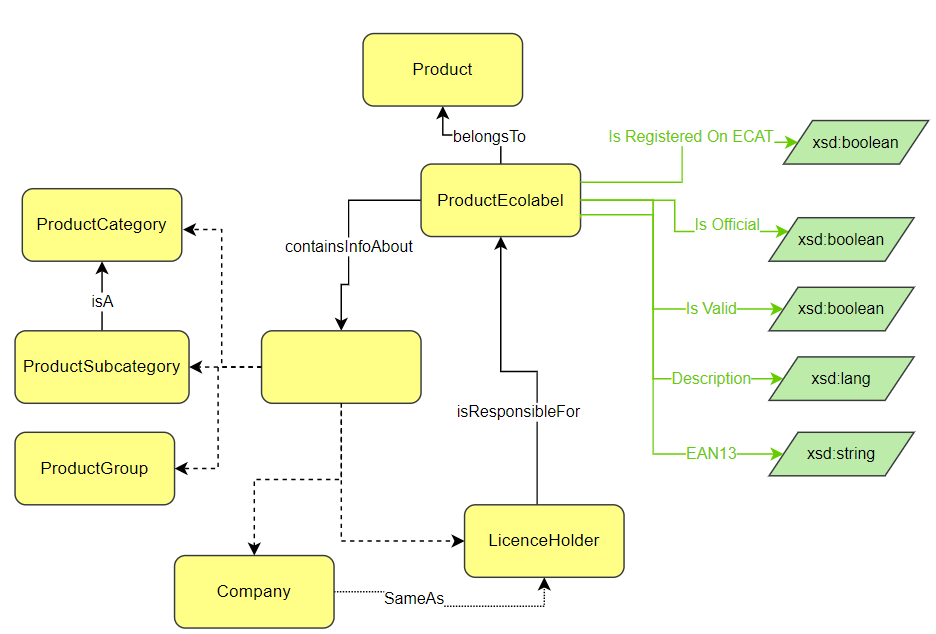 Product
belongsTo
Is Registered On ECAT
xsd:boolean
ProductEcolabel
ProductCategory
Is Official
xsd:boolean
containsInfoAbout
isA
Is Valid
xsd:boolean
ProductSubcategory
Description
xsd:lang
isResponsibleFor
EAN13
xsd:string
ProductGroup
LicenceHolder
Company
SameAs